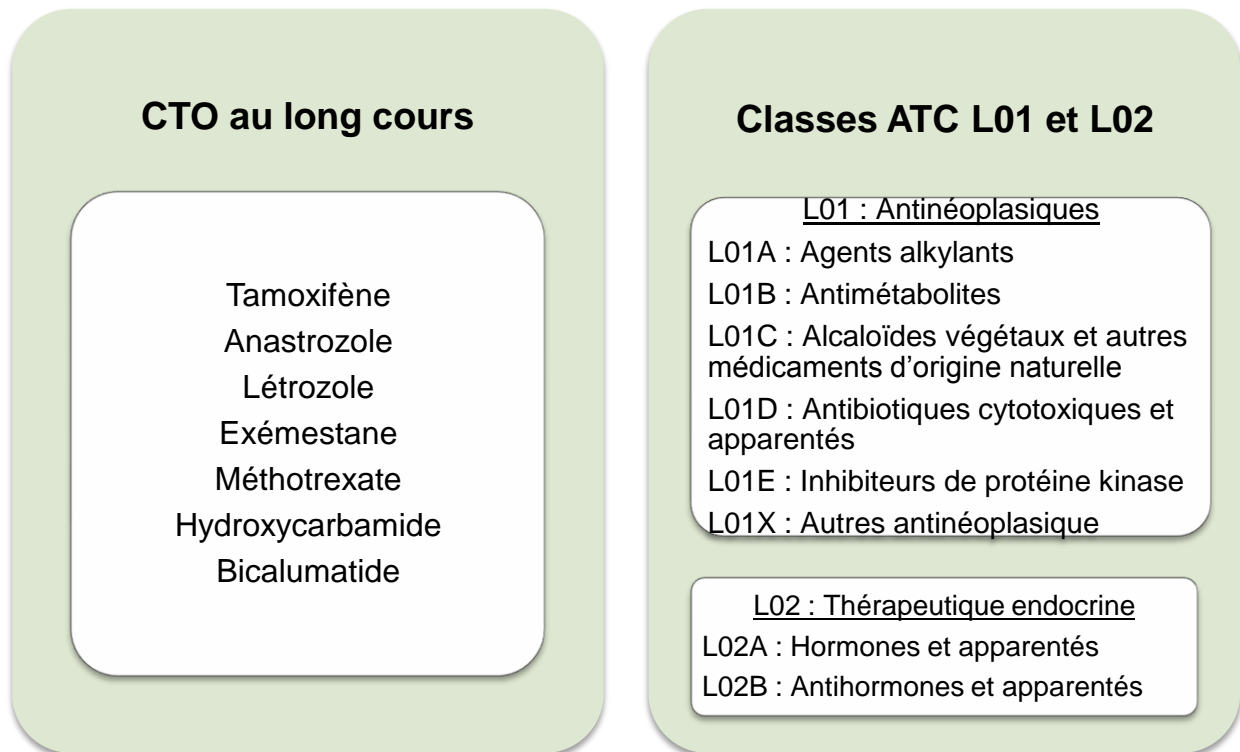 CTO au long cours
Tamoxifène
Anastrozole
Létrozole
Exémestane
Méthotrexate
Hydroxycarbamide
Bicalumatide
Classes ATC L01 et L02
L01 : Antinéoplasiques
L01A : Agents alkylants
L01B : Antimétabolites
L01C : Alcaloïdes végétaux et autres
médicaments d'origine naturelle
L01D : Antibiotiques cytotoxiques et
apparentés
L01E : Inhibiteurs de protéine kinase
L01X : Autres antinéoplasique
L02 : Thérapeutique endocrine
L02A : Hormones et apparentés
L02B : Antihormones et apparentés